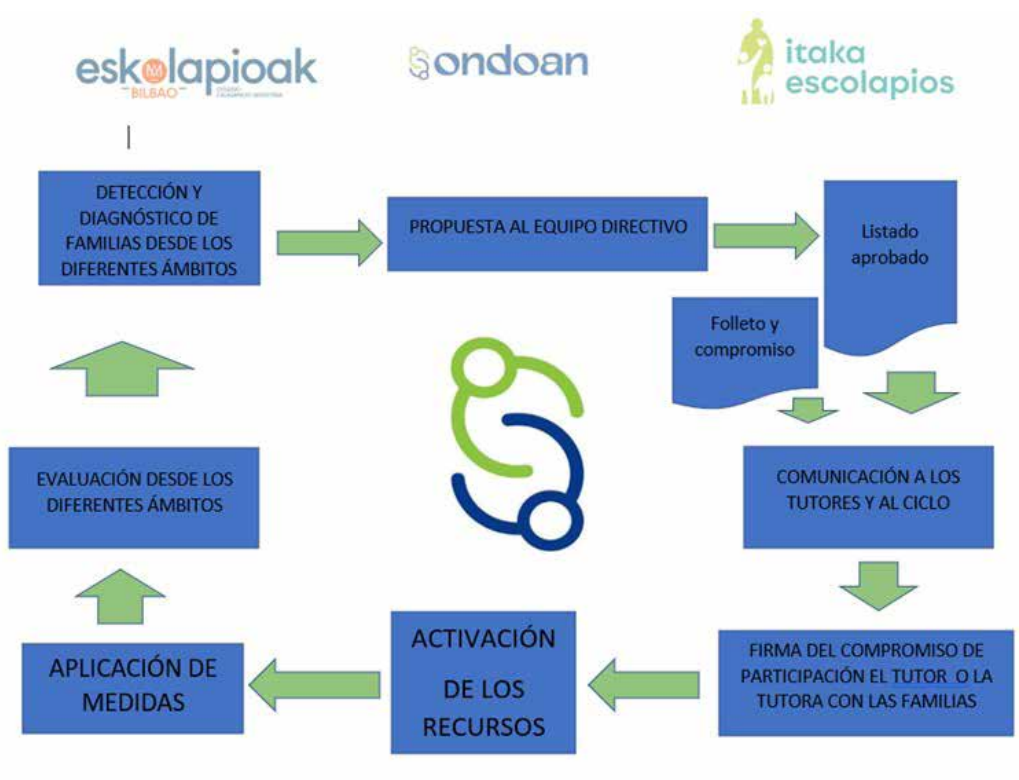 eskolapioak
BILBAO
ondoan
itaka
escolapios
DETECCIÓN Y
DIAGNÓSTICO DE
FAMILIAS DESDE LOS
DIFERENTES ÁMBITOS
PROPUESTA AL EQUIPO DIRECTIVO
Listado
aprobado
Folleto y
compromiso
EVALUACIÓN DESDE LOS
DIFERENTES ÁMBITOS
COMUNICACIÓN A LOS
TUTORES Y AL CICLO
APLICACIÓN DE
MEDIDAS
ACTIVACIÓN
DE LOS
RECURSOS
FIRMA DEL COMPROMISO DE
PARTICIPACIÓN EL TUTOR O LA
TUTORA CON LAS FAMILIAS